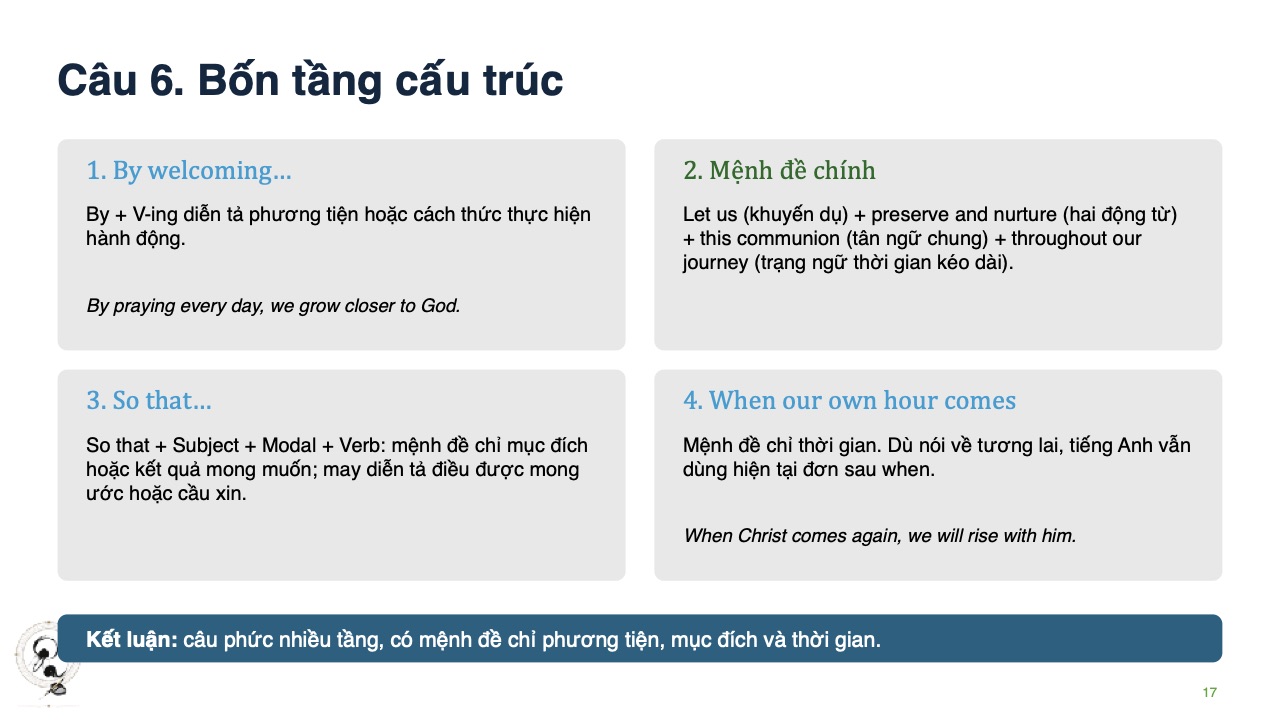 Câu 6. Bốn tầng cấu trúc
1. By welcoming…
By + V-ing diễn tả phương tiện hoặc cách thức thực hiện
hành động.
By praying every day, we grow closer to God.
2. Mệnh đề chính
Let us (khuyến dụ) + preserve and nurture (hai động từ)
+ this communion (tân ngữ chung) + throughout our
journey (trạng ngữ thời gian kéo dài).
3. So that…
So that + Subject + Modal + Verb: mệnh đề chỉ mục đích
hoặc kết quả mong muốn; may diễn tả điều được mong
ước hoặc cầu xin.
4. When our own hour comes
Mệnh đề chỉ thời gian. Dù nói về tương lai, tiếng Anh vẫn
dùng hiện tại đơn sau when.
When Christ comes again, we will rise with him.
Kết luận: câu phức nhiều tầng, có mệnh đề chỉ phương tiện, mục đích và thời gian.
17